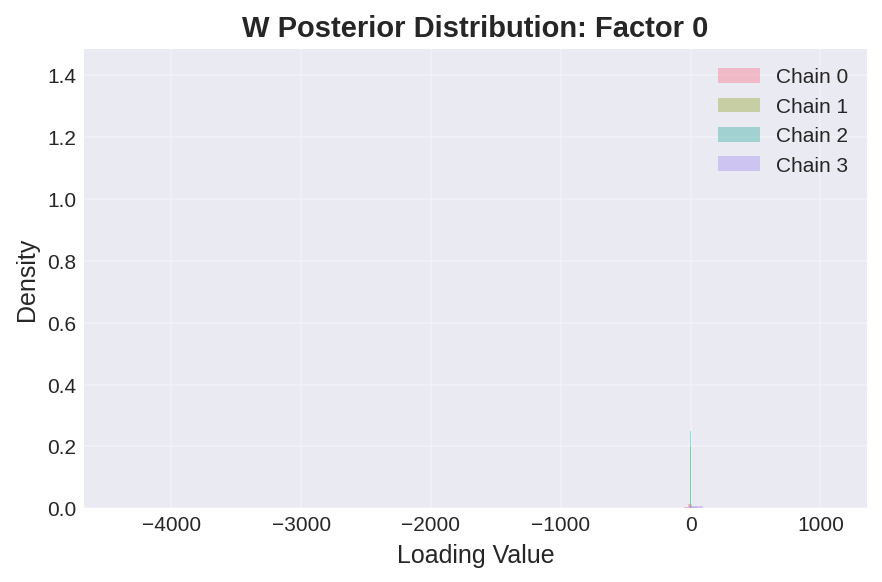 W Posterior Distribution: Factor 0
Chain 0
Chain 1
Chain 2
Chain 3
1.4
1.2
1.0
0.8
0.6
0.4
0.2
0.0
Density
−4000 −3000 −2000 −1000 0 1000
Loading Value